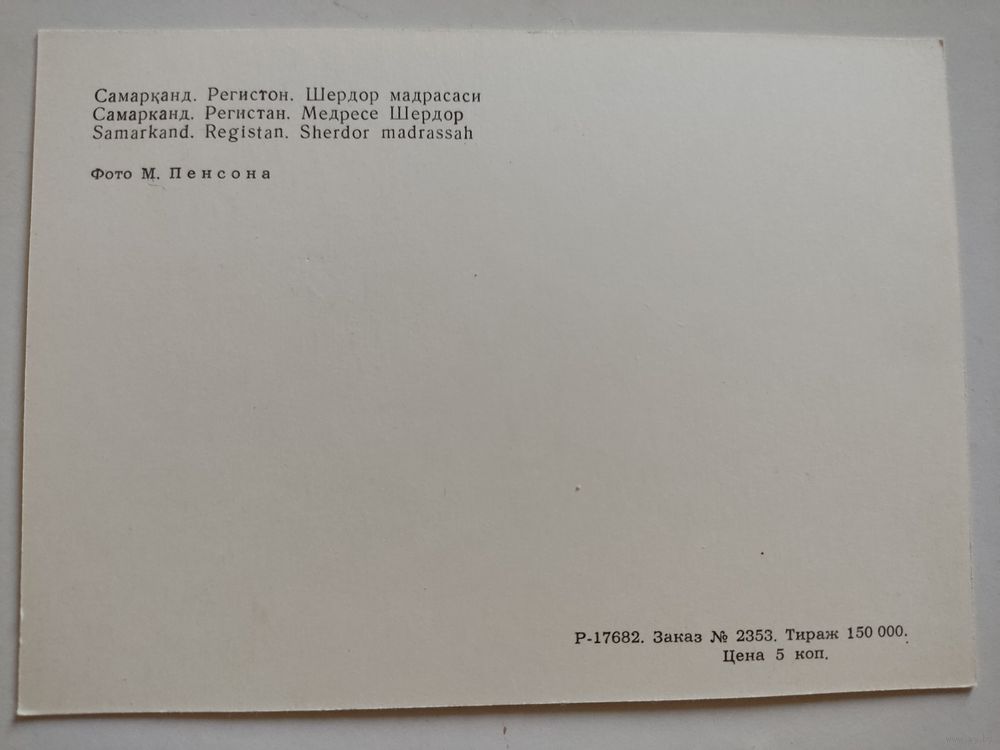 Самарқанд. Регистон. Шердор мадрасаси
Самарканд. Регистан. Медресе Шердор
Samarkand. Registan. Sherdor madrassah
Фото М. Пенсона
Р-17682. Заказ № 2353. Тираж 150 000.
Цена 5 коп.